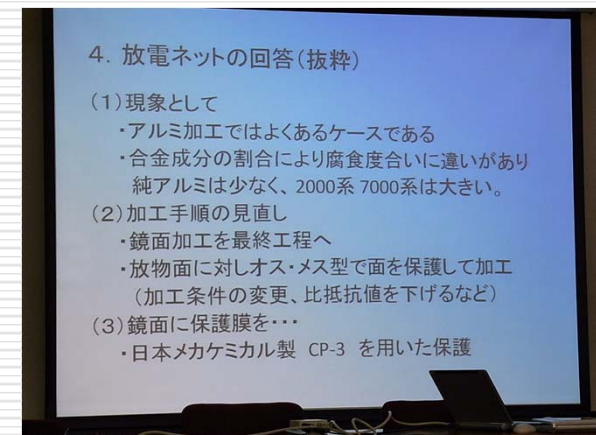 4. 放電ネットの回答(抜粋)
(1)現象として
・アルミ加工ではよくあるケースである
・合金成分の割合により腐食度合いに違いがあり
純アルミは少なく、2000系 7000系は大きい。
(2)加工手順の見直し
・鏡面加工を最終工程へ
・放物面に対しオス・メス型で面を保護して加工
(加工条件の変更、比抵抗値を下げるなど)
(3)鏡面に保護膜を・・・
・日本メカケミカル製 CP-3 を用いた保護